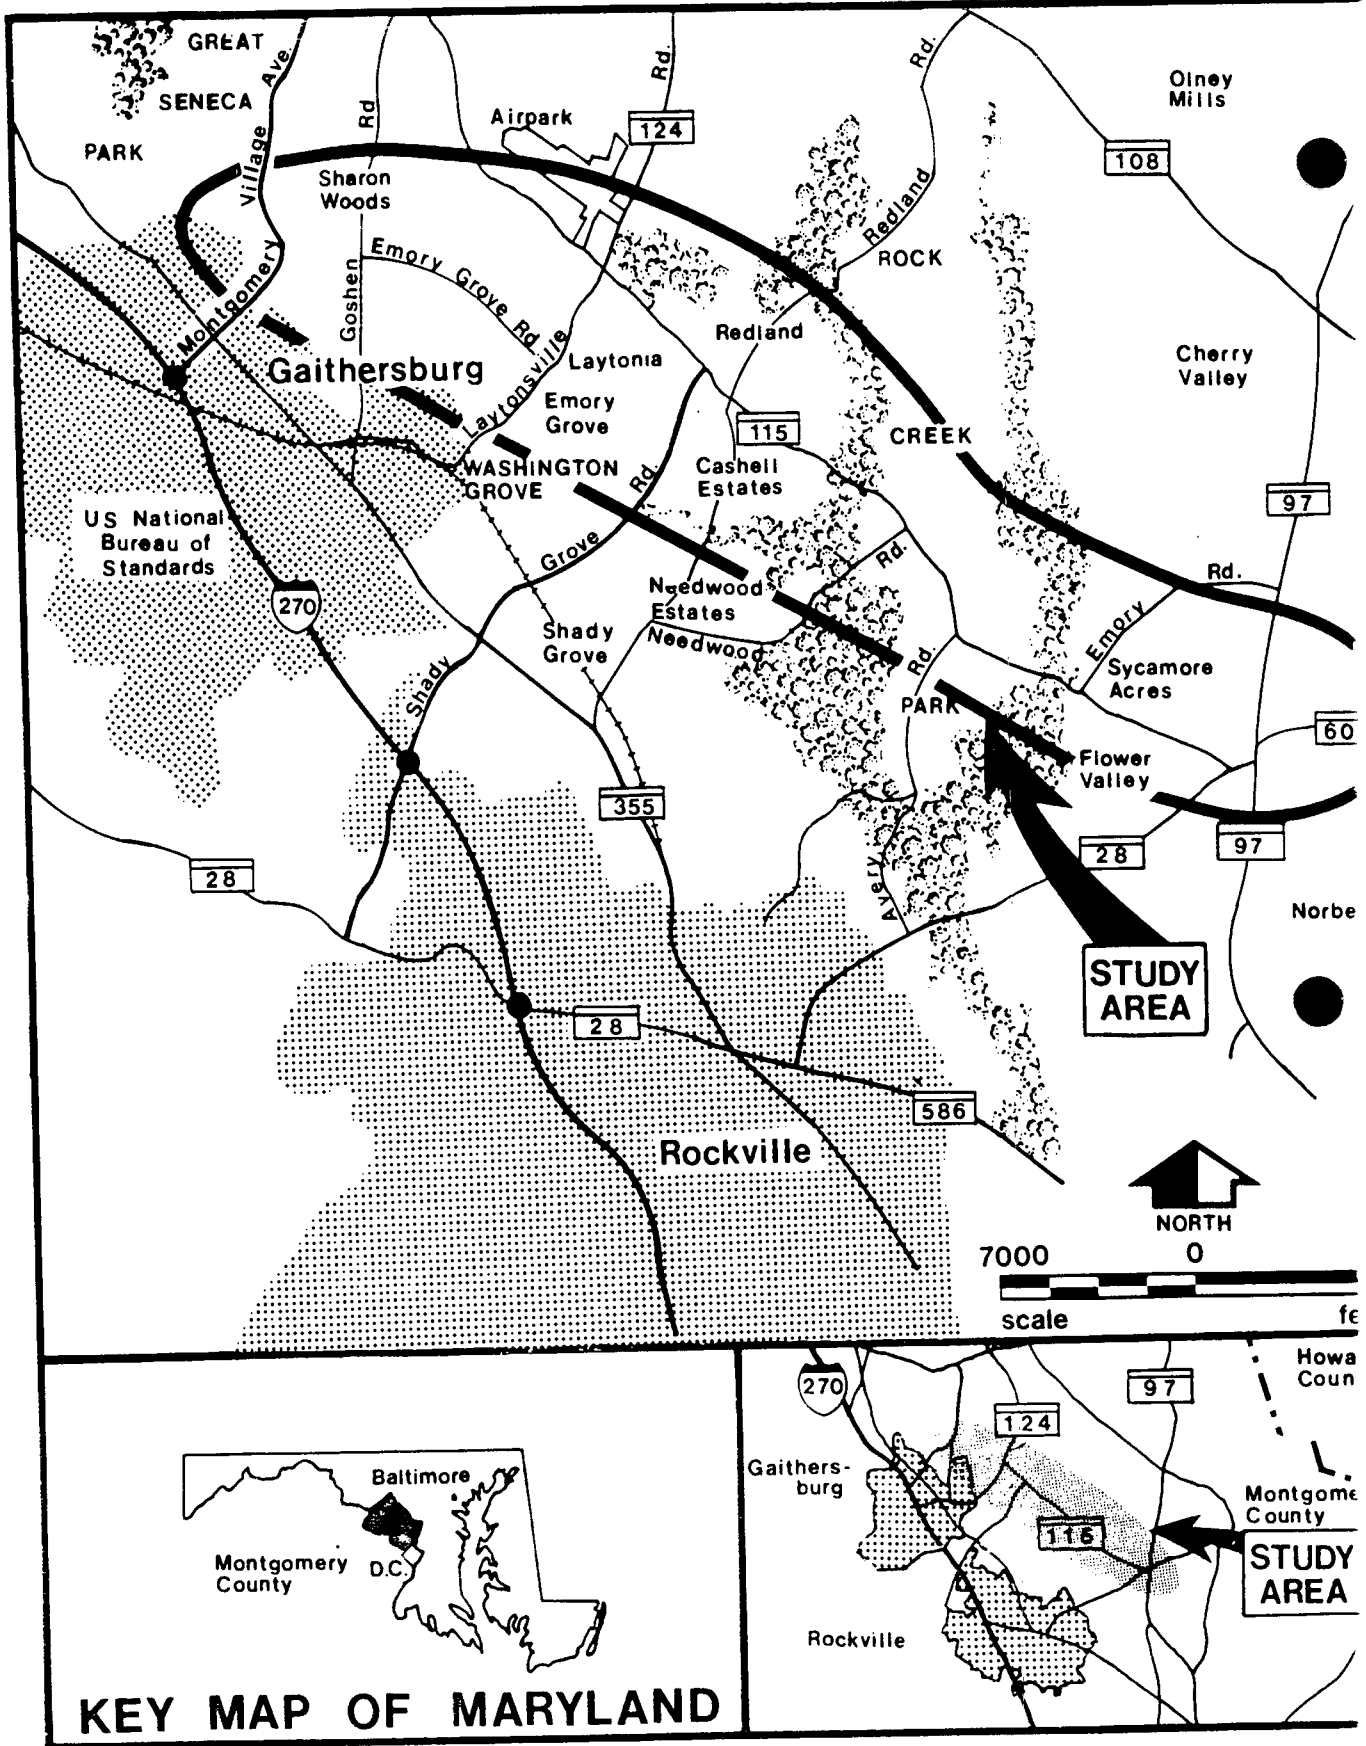 GREAT
SENECA
PARK
Montgomery Village Ave.
Rd
Goshen
Sharon
Woods
Airpark
Rd.
124
Laytonsville
Emory Grove Rd
Gaithersburg
Laytonia
Emory
Grove
WASHINGTON
GROVE
Redland
Rd.
Redland
ROCK
CREEK
PARK
Olney
Mills
108
Cherry
Valley
97
115
Cashell
Estates
US National
Bureau of
Standards
270
Shady
Grove
Rd.
Shady
Grove
Needwood
Estates
Needwood
Rd.
Rd.
Emory
Rd.
Sycamore
Acres
60
Flower
Valley
355
28
28
97
Avery
Norbe
STUDY
AREA
28
586
Rockville
NORTH
7000
0
scale
fe
Baltimore
Montgomery
County
D.C.
KEY MAP OF MARYLAND
270
97
124
Howa
Coun
Gaithers-
burg
Montgome
County
115
STUDY
AREA
Rockville